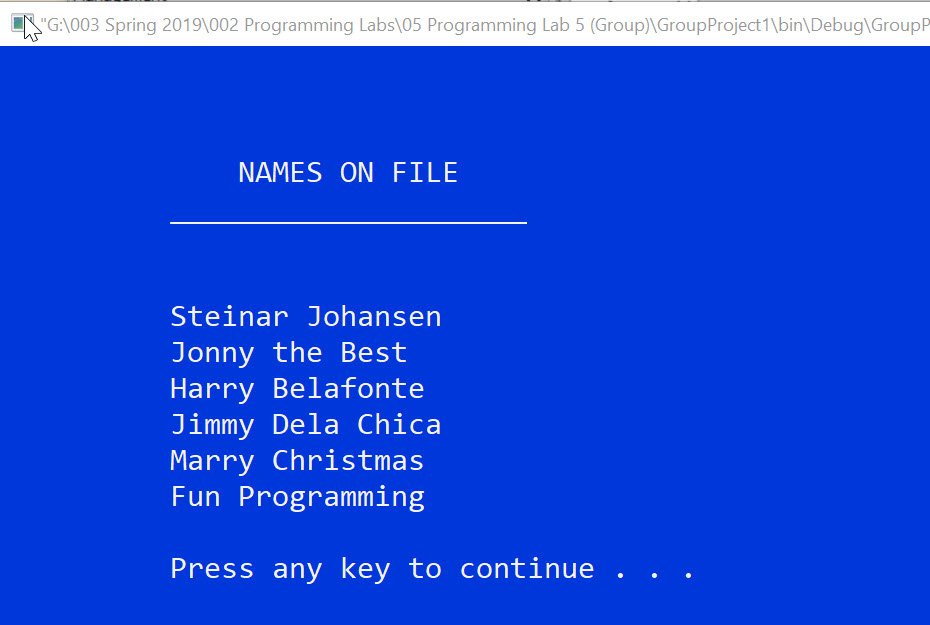 "G:\003 Spring 2019\002 Programming Labs\05 Programming Lab 5 (Group)\GroupProject1\bin\Debug\GroupP
NAMES ON FILE
Steinar Johansen
Jonny the Best
Harry Belafonte
Jimmy Dela Chica
Marry Christmas
Fun Programming
Press any key to continue . . .